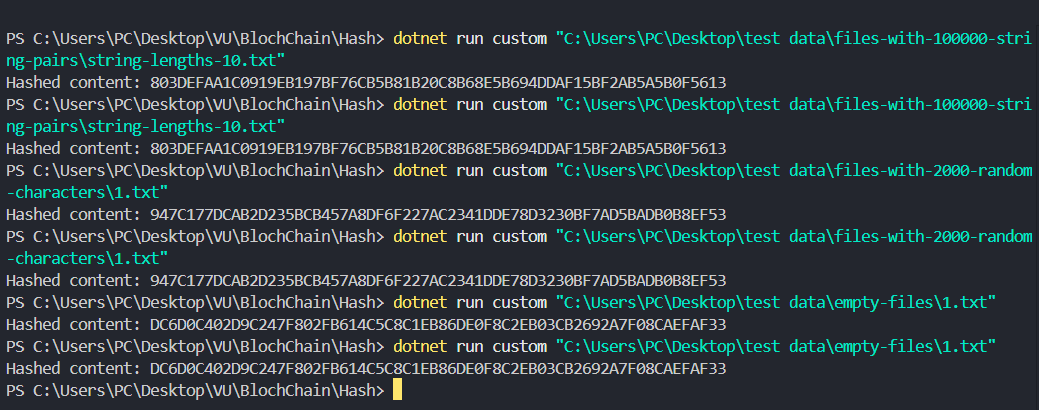 PS C:\Users\PC\Desktop\VU\BlochChain\Hash> dotnet run custom "C:\Users\PC\Desktop\test data\files-with-100000-stri
ng-pairs\string-lengths-10.txt"
Hashed content: 803DEFAA1C0919EB197BF76CB5B81B20C8B68E5B694DDAF15BF2AB5A5B0F5613
PS C:\Users\PC\Desktop\VU\BlochChain\Hash> dotnet run custom "C:\Users\PC\Desktop\test data\files-with-100000-stri
ng-pairs\string-lengths-10.txt"
Hashed content: 803DEFAA1C0919EB197BF76CB5B81B20C8B68E5B694DDAF15BF2AB5A5B0F5613
PS C:\Users\PC\Desktop\VU\BlochChain\Hash> dotnet run custom "C:\Users\PC\Desktop\test data\files-with-2000-random
-characters\1.txt"
Hashed content: 947C177DCAB2D235BCB457A8DF6F227AC2341DDE78D3230BF7AD5BADB0B8EF53
PS C:\Users\PC\Desktop\VU\BlochChain\Hash> dotnet run custom "C:\Users\PC\Desktop\test data\files-with-2000-random
-characters\1.txt"
Hashed content: 947C177DCAB2D235BCB457A8DF6F227AC2341DDE78D3230BF7AD5BADB0B8EF53
PS C:\Users\PC\Desktop\VU\BlochChain\Hash> dotnet run custom "C:\Users\PC\Desktop\test data\empty-files\1.txt"
Hashed content: DC6D0C402D9C247F802FB614C5C8C1EB86DE0F8C2EB03CB2692A7F08CAEFAF33
PS C:\Users\PC\Desktop\VU\BlochChain\Hash> dotnet run custom "C:\Users\PC\Desktop\test data\empty-files\1.txt"
Hashed content: DC6D0C402D9C247F802FB614C5C8C1EB86DE0F8C2EB03CB2692A7F08CAEFAF33
PS C:\Users\PC\Desktop\VU\BlochChain\Hash>